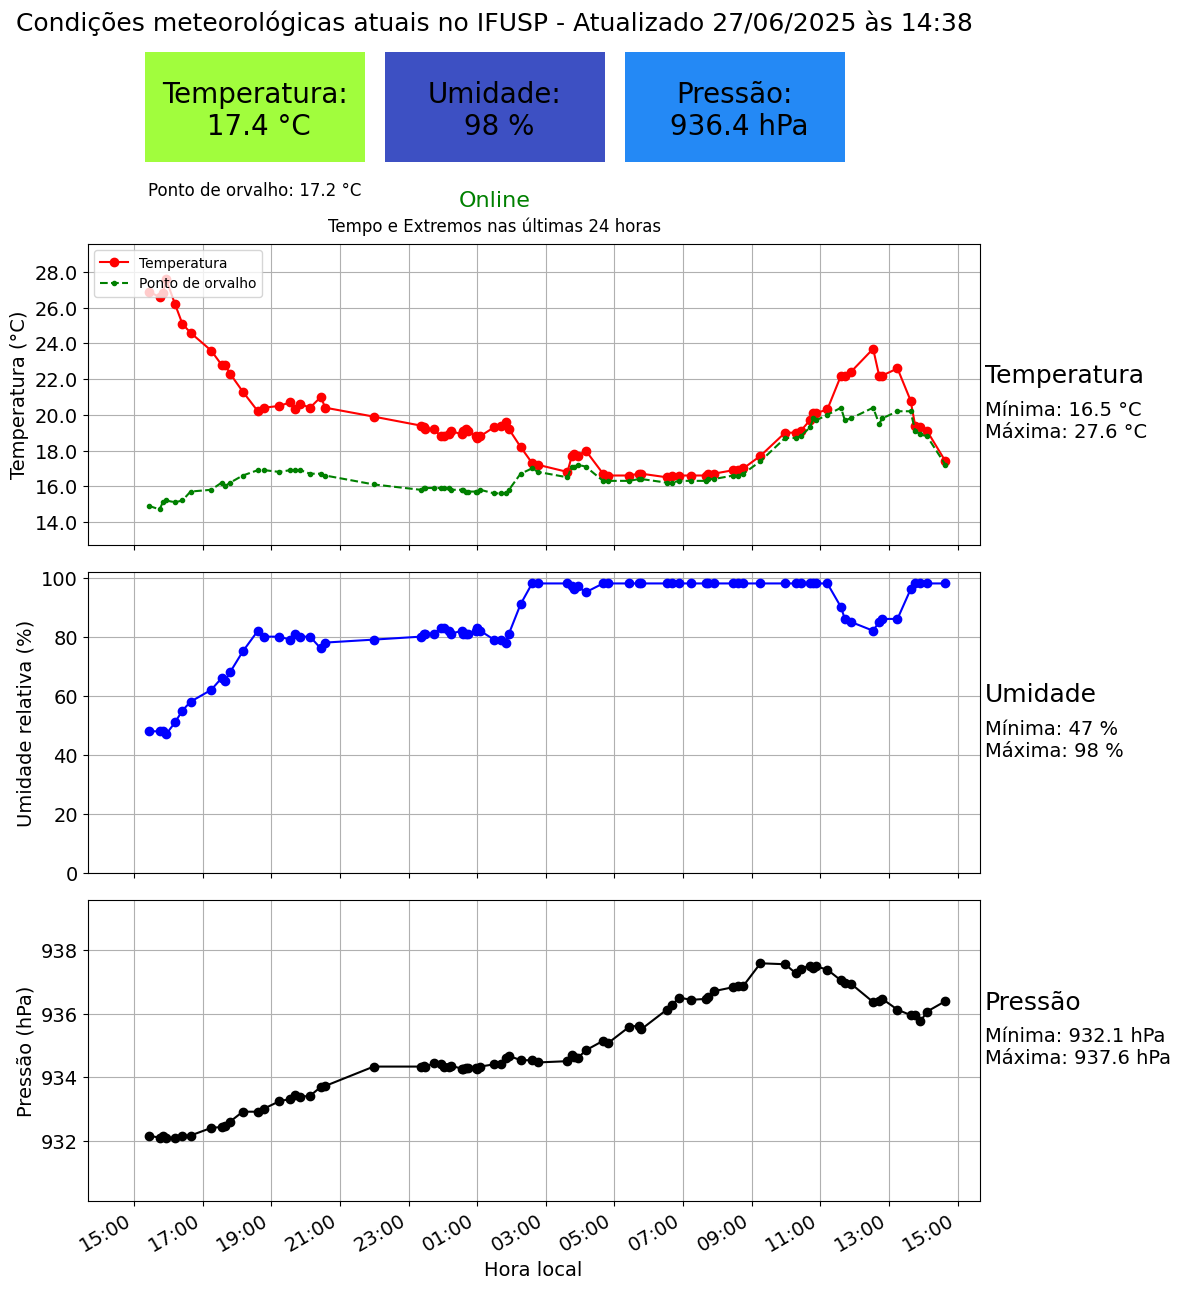 Condições meteorológicas atuais no IFUSP - Atualizado 27/06/2025 às 14:38
Temperatura:
17.4 °C
Umidade:
98 %
Pressão:
936.4 hPa
Ponto de orvalho: 17.2 °C
Online
Tempo e Extremos nas últimas 24 horas
Temperatura
Ponto de orvalho
Temperatura (°C)
28.0
26.0
24.0
22.0
20.0
18.0
16.0
14.0
Temperatura
Mínima: 16.5 °C
Máxima: 27.6 °C
Umidade relativa (%)
100
80
60
40
20
0
Umidade
Mínima: 47 %
Máxima: 98 %
Pressão (hPa)
938
936
934
932
Pressão
Mínima: 932.1 hPa
Máxima: 937.6 hPa
15:00 17:00 19:00 21:00 23:00 01:00 03:00 05:00 07:00 09:00 11:00 13:00 15:00
Hora local